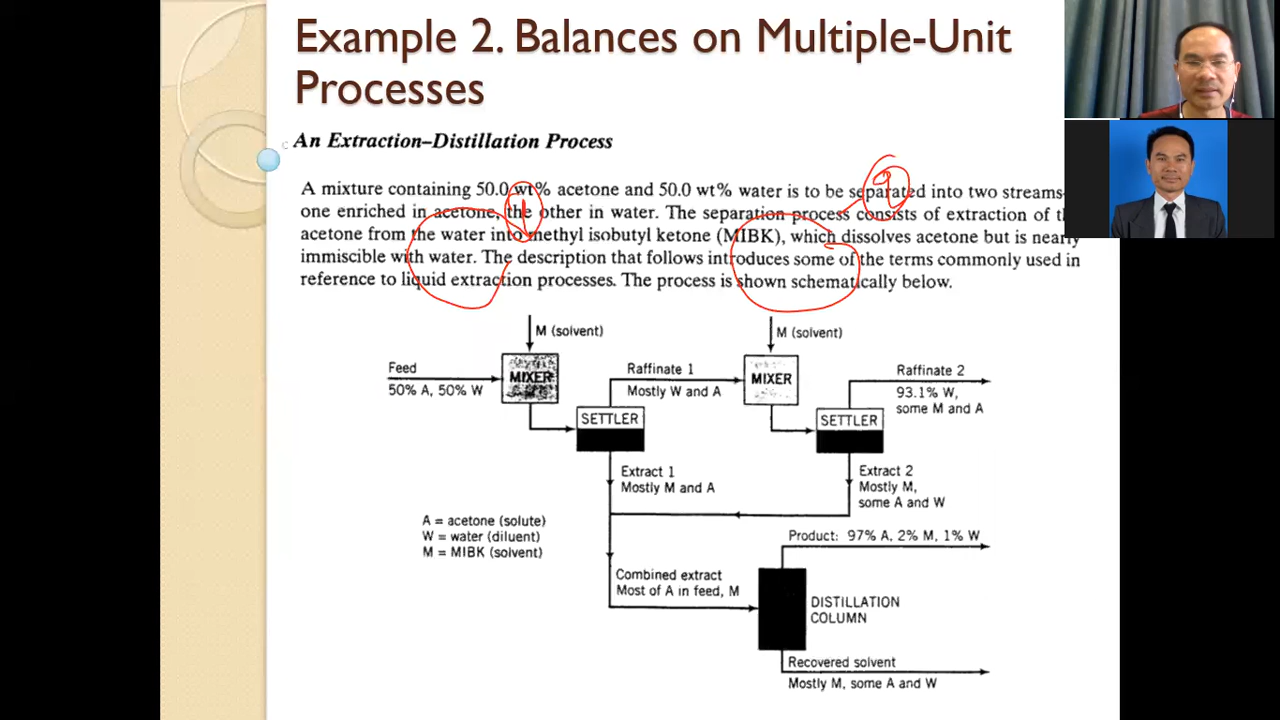 Example 2. Balances on Multiple-Unit
Processes
An Extraction–Distillation Process
A mixture containing 50.0 wt% acetone and 50.0 wt% water is to be separated into two streams–
one enriched in acetone, the other in water. The separation process consists of extraction of
acetone from the water into methyl isobutyl ketone (MIBK), which dissolves acetone but is nearly
immiscible with water. The description that follows introduces some of the terms commonly used in
reference to liquid extraction processes. The process is shown schematically below.
M (solvent)
M (solvent)
Feed
50% A, 50% W
MIXER
Raffinate 1
Mostly W and A
MIXER
Raffinate 2
93.1% W,
some M and A
SETTLER
SETTLER
Extract 1
Mostly M and A
Extract 2
Mostly M,
some A and W
A = acetone (solute)
W = water (diluent)
M = MIBK (solvent)
Product: 97% A, 2% M, 1% W
Combined extract
Most of A in feed, M
DISTILLATION
COLUMN
Recovered solvent
Mostly M, some A and W